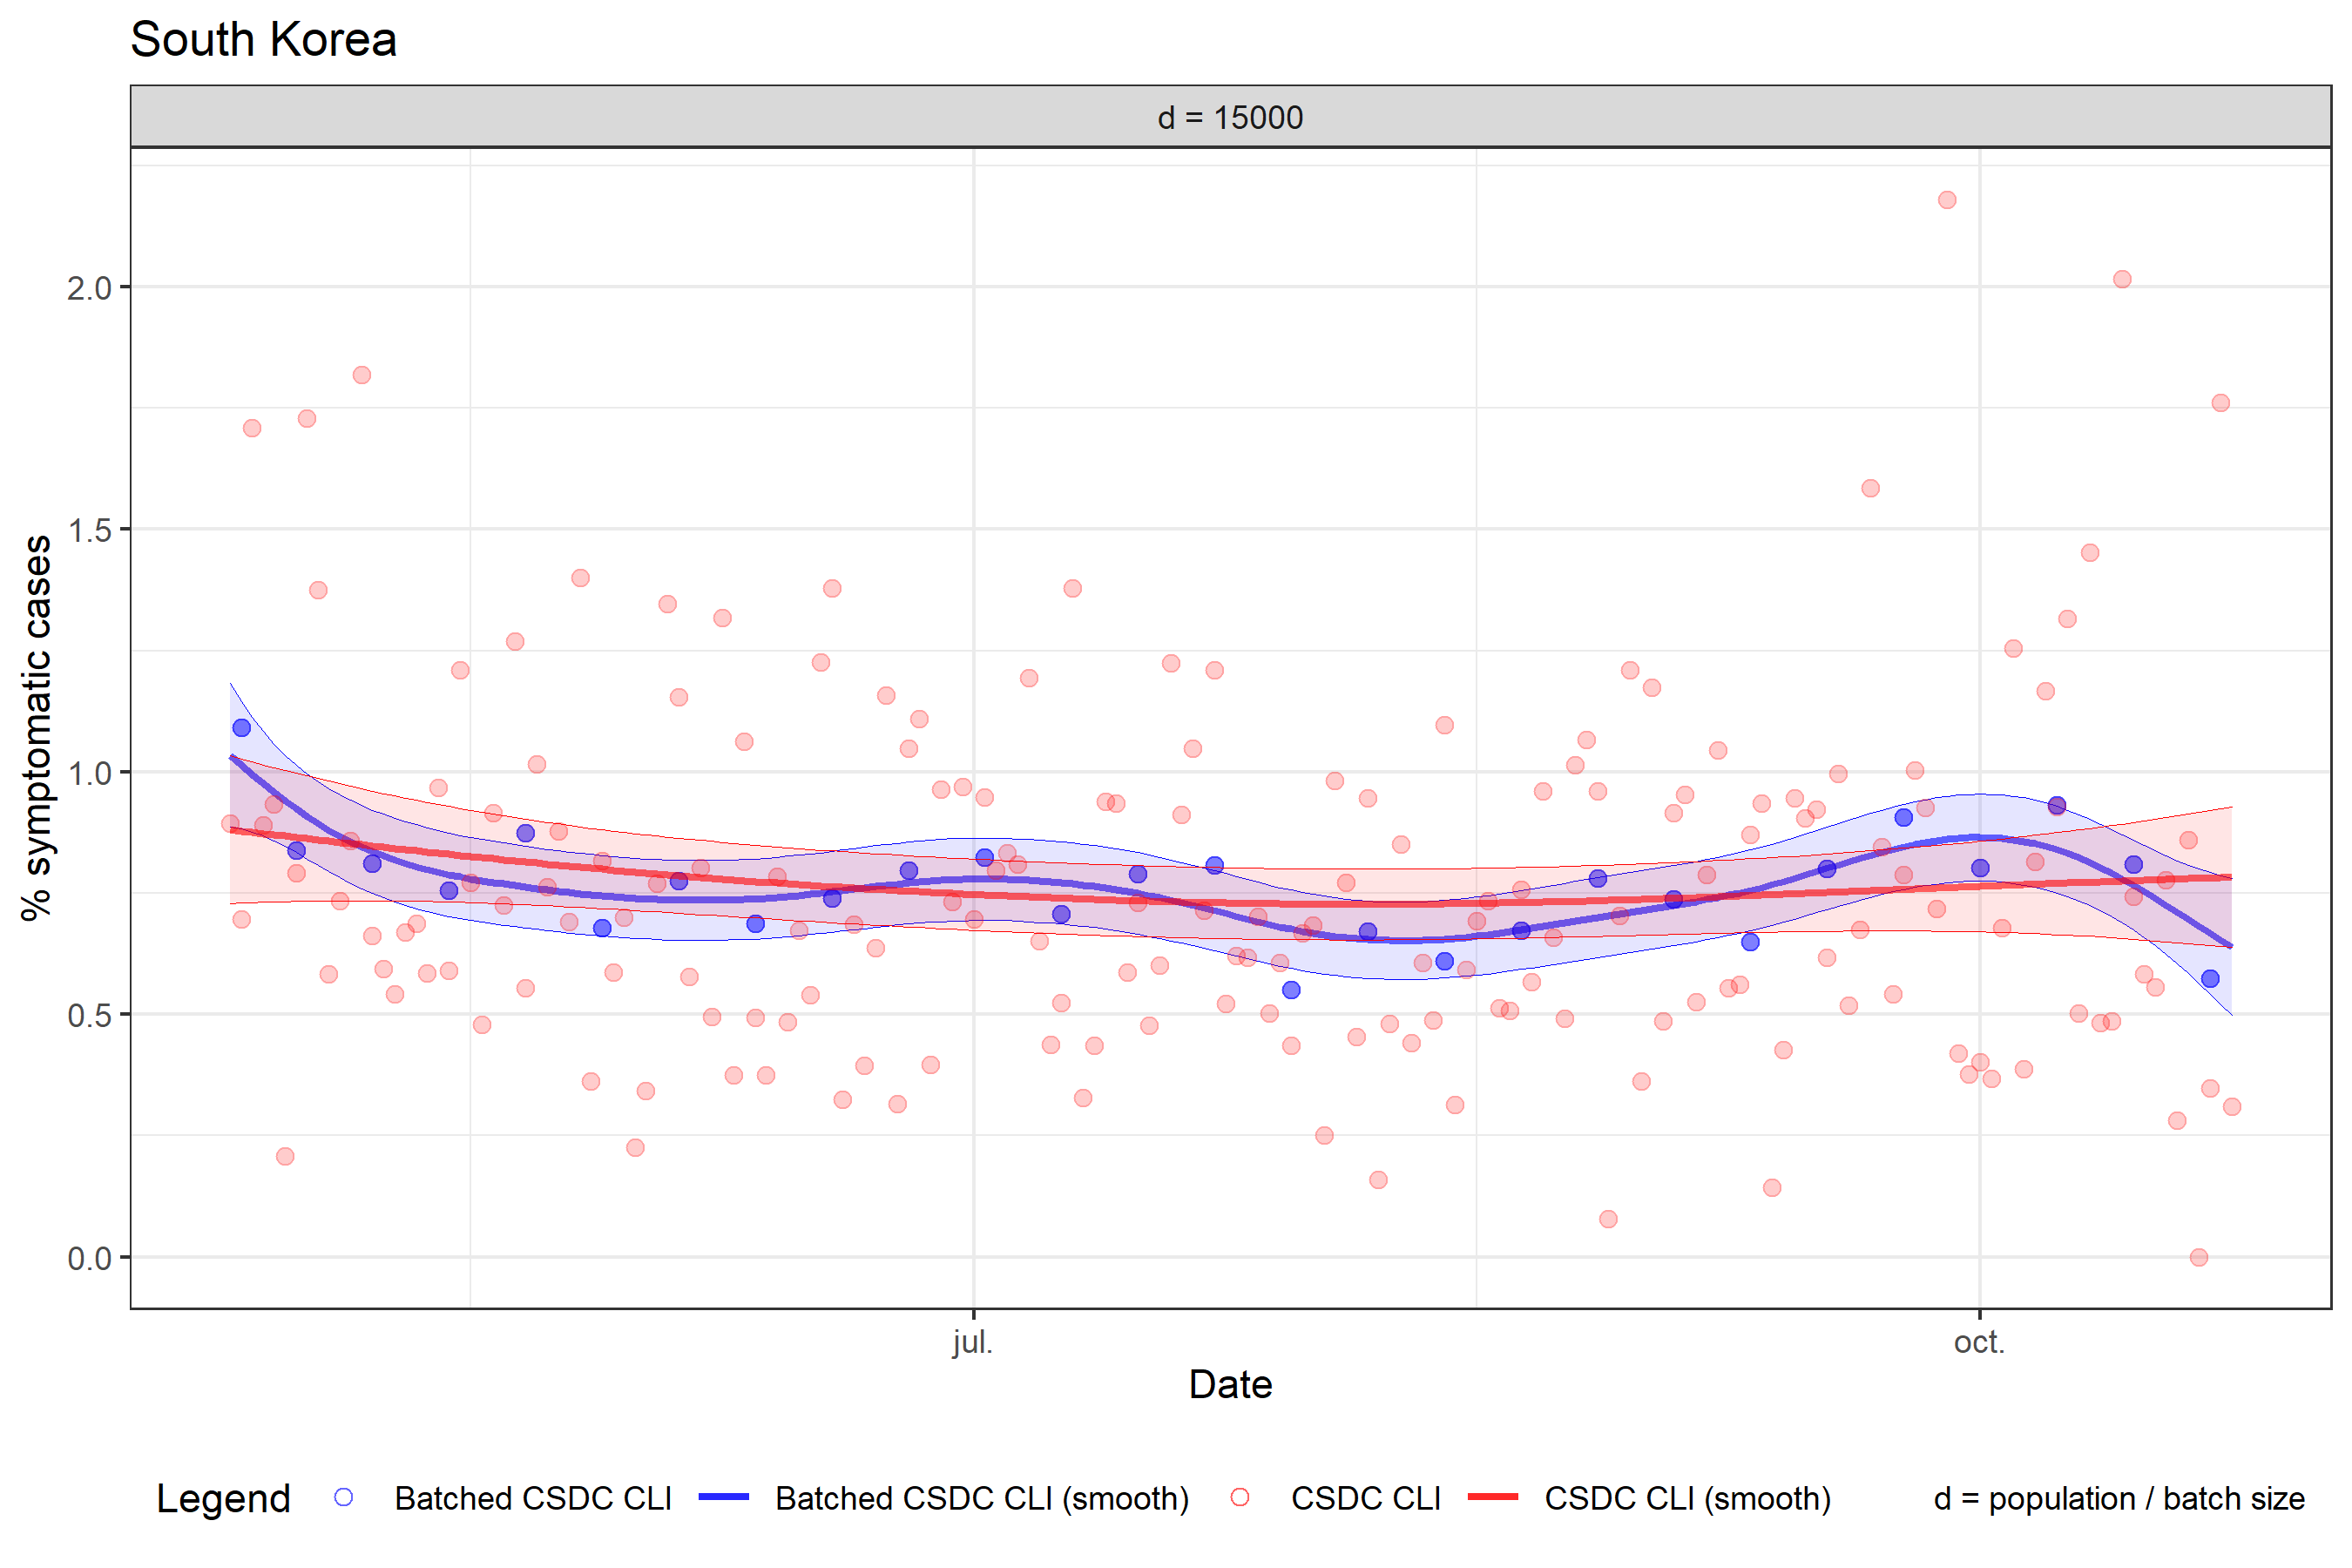 South Korea
d = 15000
% symptomatic cases
2.0
1.5
1.0
0.5
0.0
jul.
oct.
Date
Legend Batched CSDC CLI Batched CSDC CLI (smooth) CSDC CLI CSDC CLI (smooth) d = population / batch size